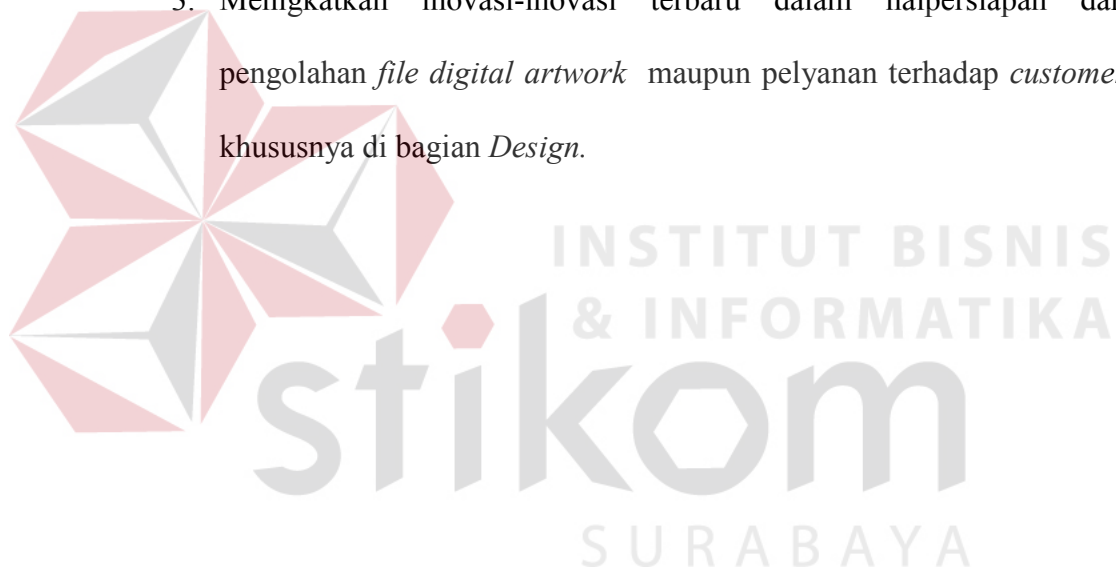 3. Menigkatkan inovasi-inovasi terbaru dalam halpersiapan dan
pengolahan file digital artwork maupun pelyanan terhadap customer
khususnya di bagian Design.
INSTITUT BISNIS
& INFORMATIKA
stikom
SURABAYA